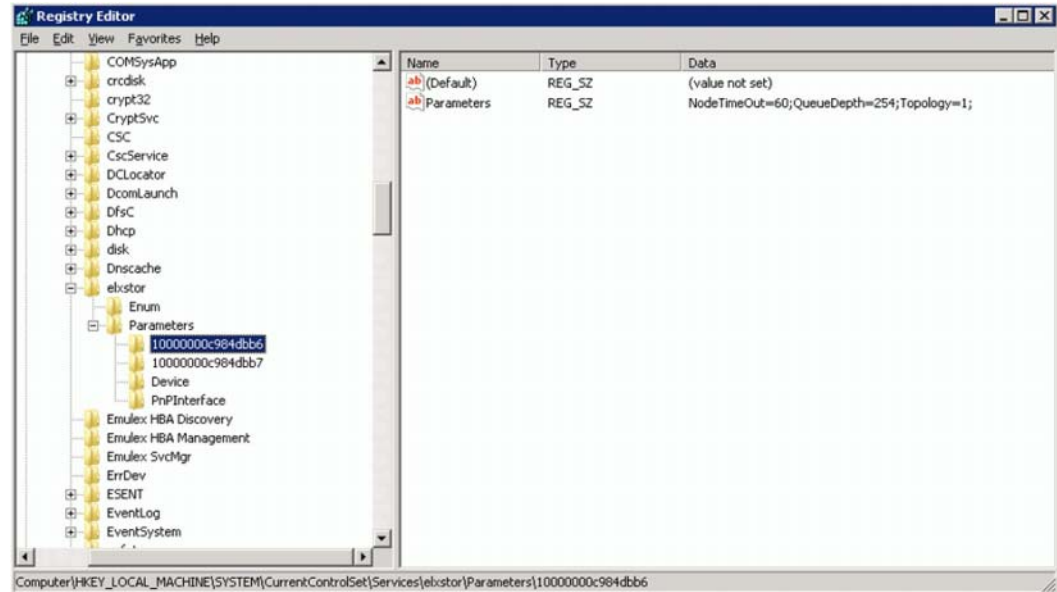 Registry Editor
File Edit View Favorites Help
COMSysApp
crcdisk
crypt32
CryptSvc
CSC
CscService
DCLocator
DcomLaunch
DfsC
Dhcp
disk
Dnscache
elxstor
Enum
Parameters
10000000c984dbb6
10000000c984dbb7
Device
PnPInterface
Emulex HBA Discovery
Emulex HBA Management
Emulex SvcMgr
ErrDev
ESENT
EventLog
EventSystem
Name Type Data
ab (Default) REG_SZ (value not set)
ab Parameters REG_SZ NodeTimeOut=60;QueueDepth=254;Topology=1;
Computer\HKEY_LOCAL_MACHINE\SYSTEM\CurrentControlSet\Services\elxstor\Parameters\10000000c984dbb6